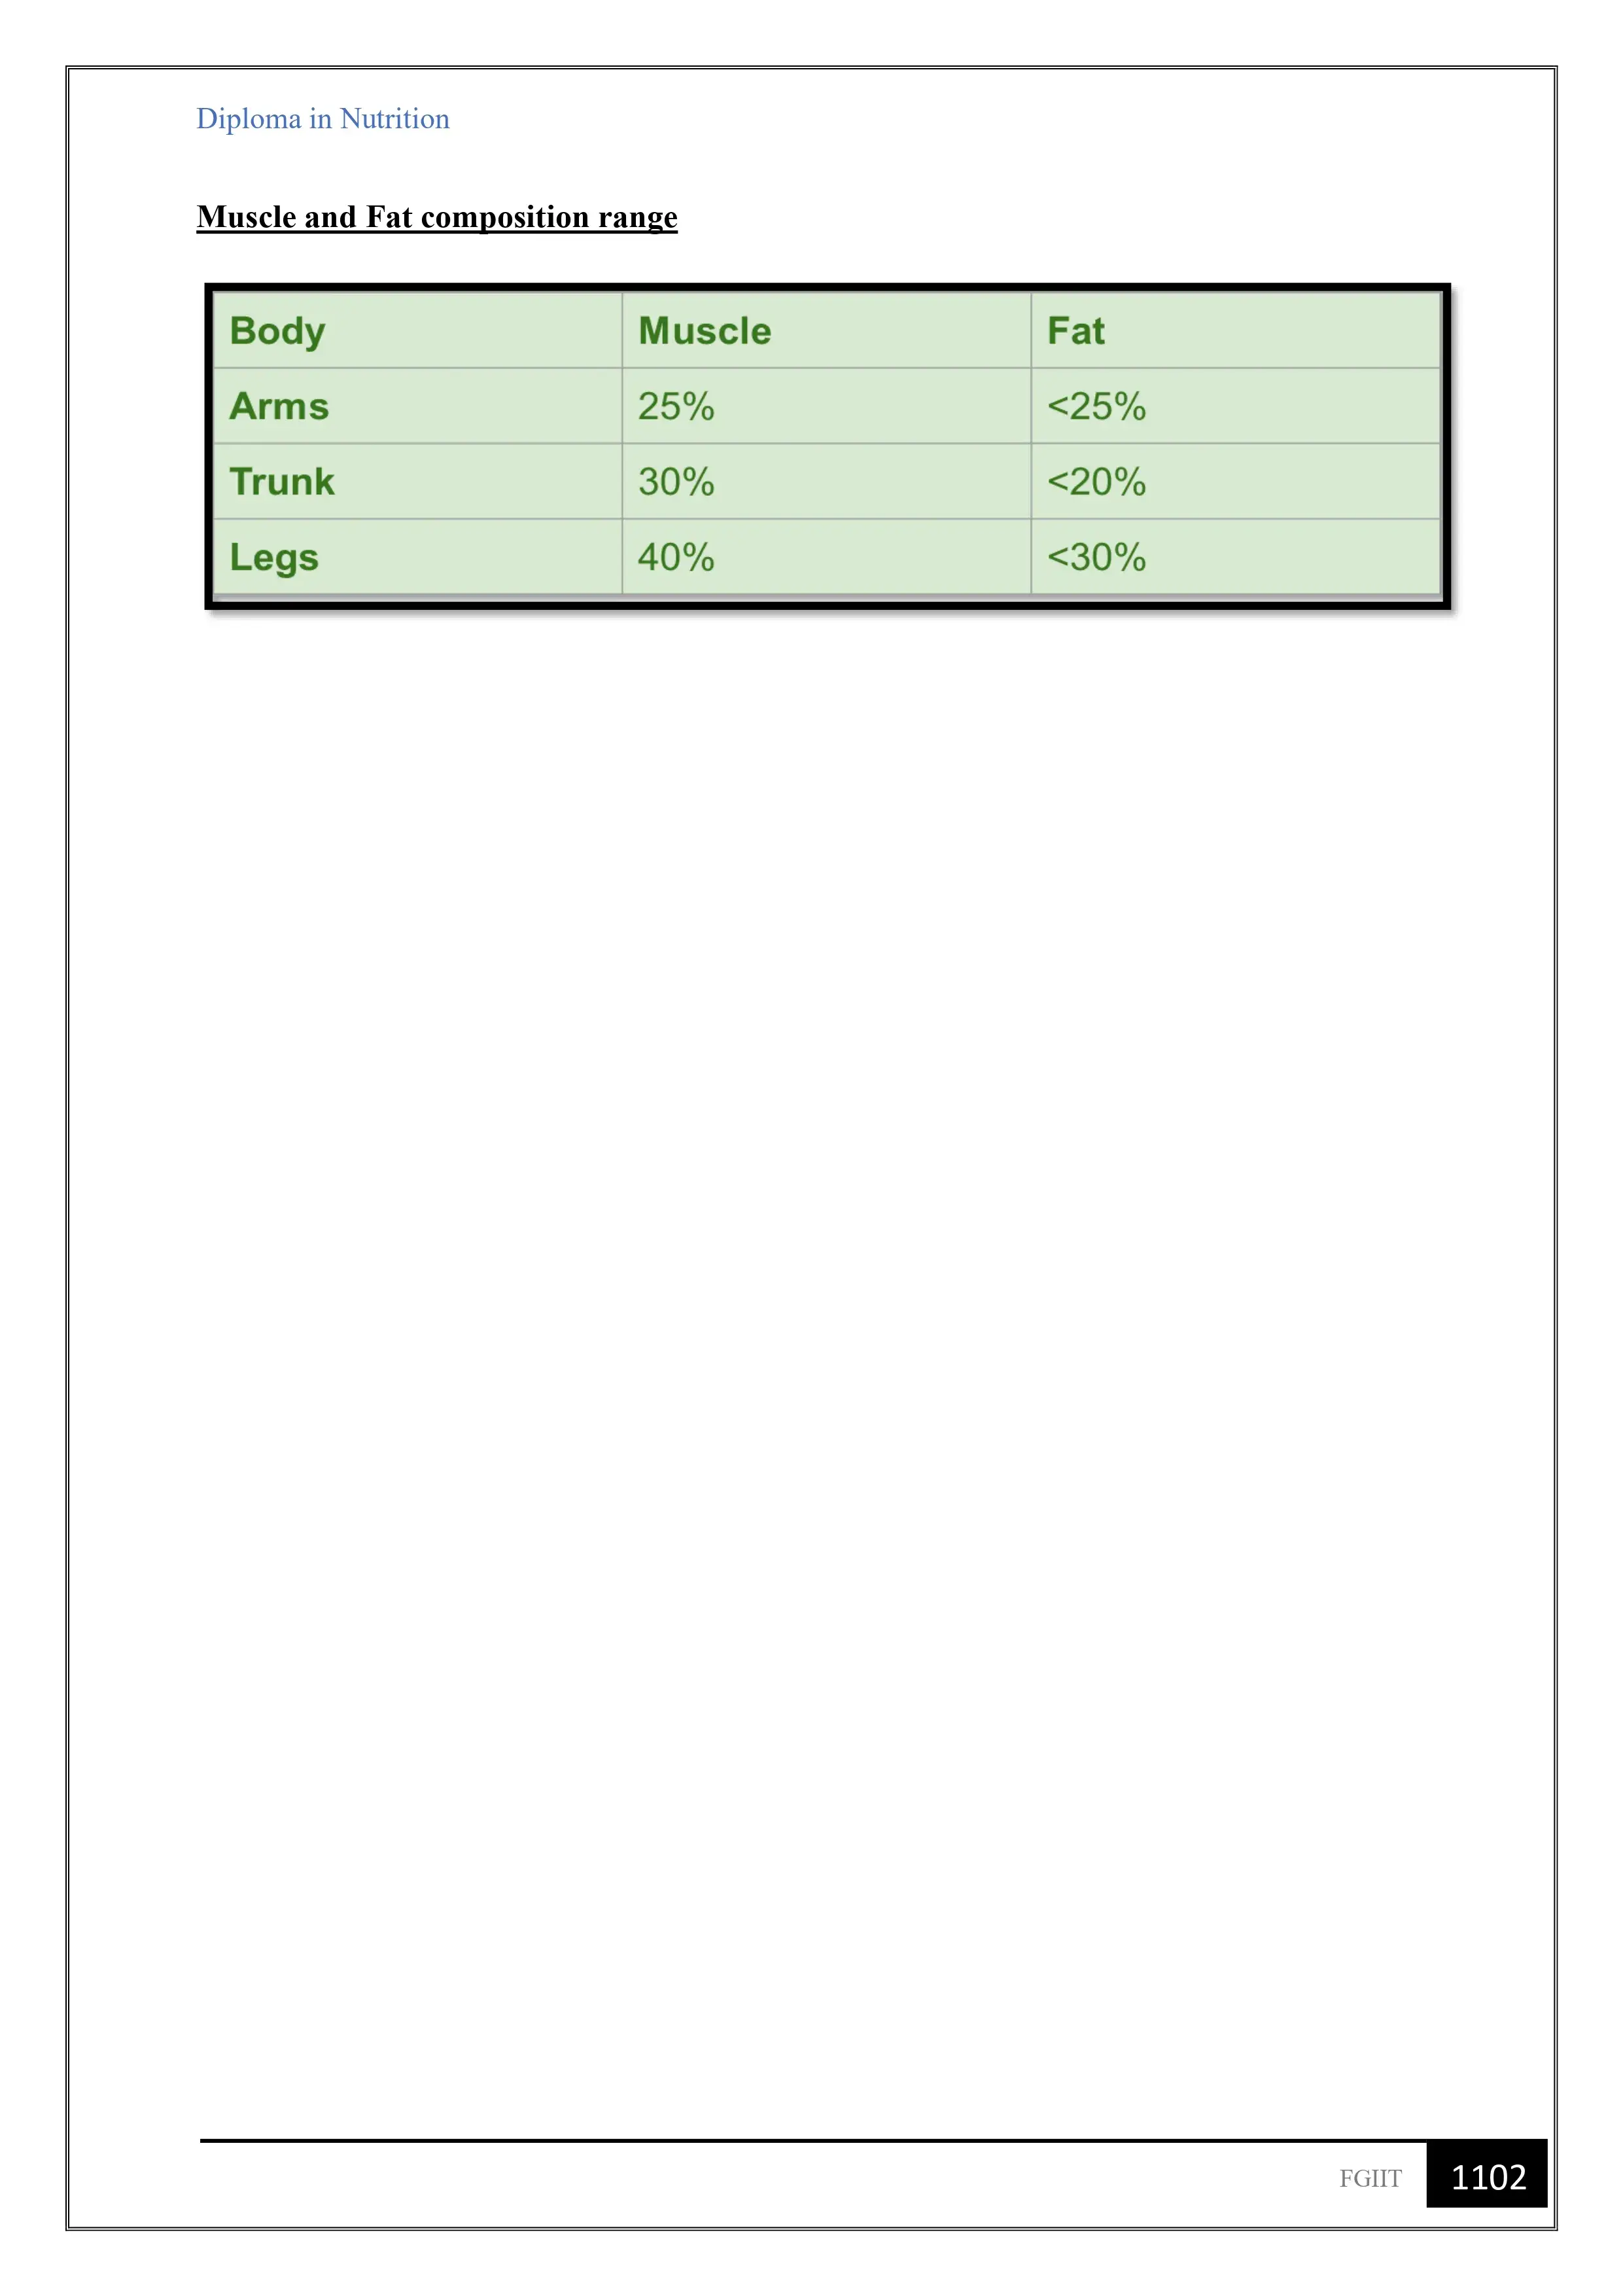 Diploma in Nutrition
Muscle and Fat composition range
Body Muscle Fat
Arms 25% <25%
Trunk 30% <20%
Legs 40% <30%
FGIIT 1102